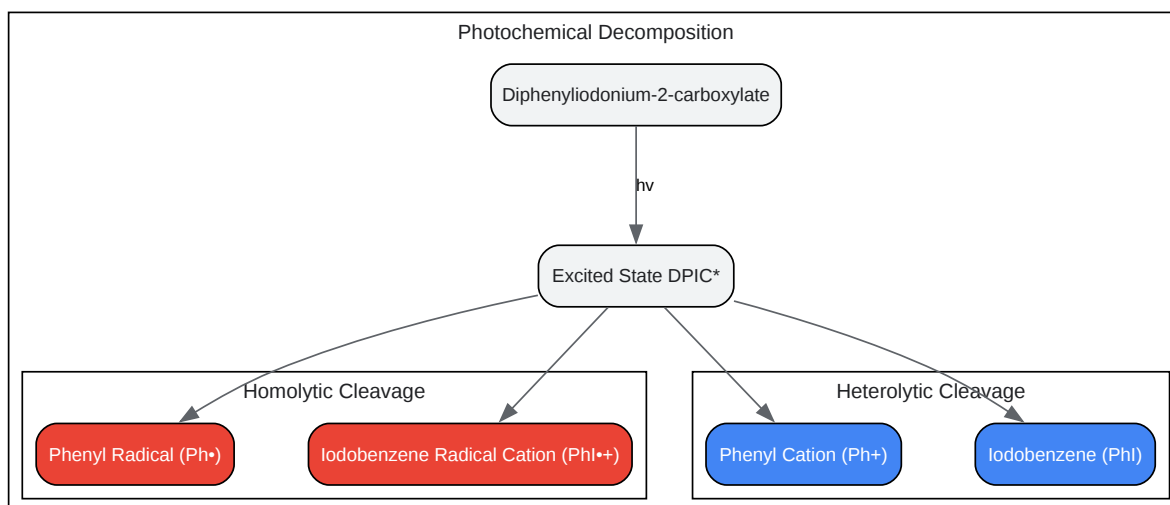 Photochemical Decomposition
Diphenyliodonium-2-carboxylate
hv
Excited State DPIC*
Homolytic Cleavage
Heterolytic Cleavage
Phenyl Radical (Ph•)
Iodobenzene Radical Cation (PhI•+)
Phenyl Cation (Ph+)
Iodobenzene (PhI)